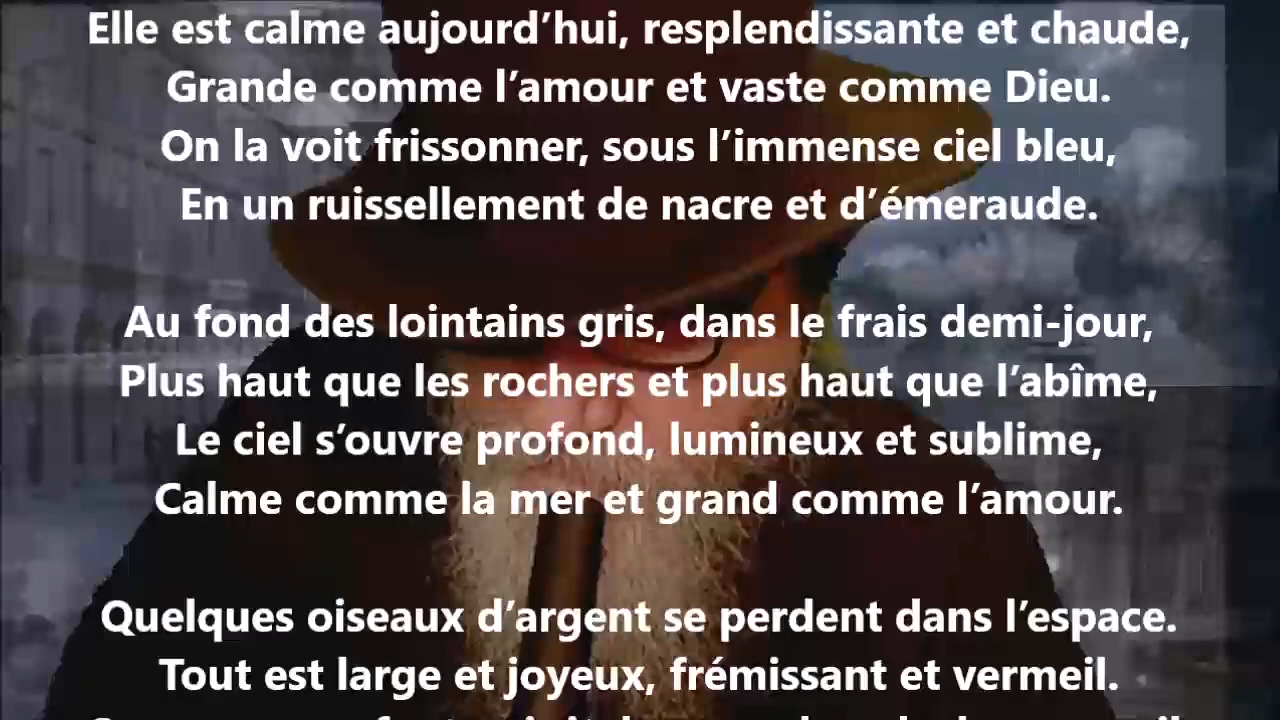 Elle est calme aujourd’hui, resplendissante et chaude,
Grande comme l’amour et vaste comme Dieu.
On la voit frissonner, sous l’immense ciel bleu,
En un ruissellement de nacre et d’émeraude.
Au fond des lointains gris, dans le frais demi-jour,
Plus haut que les rochers et plus haut que l’abîme,
Le ciel s’ouvre profond, lumineux et sublime,
Calme comme la mer et grand comme l’amour.
Quelques oiseaux d’argent se perdent dans l’espace.
Tout est large et joyeux, frémissant et vermeil.